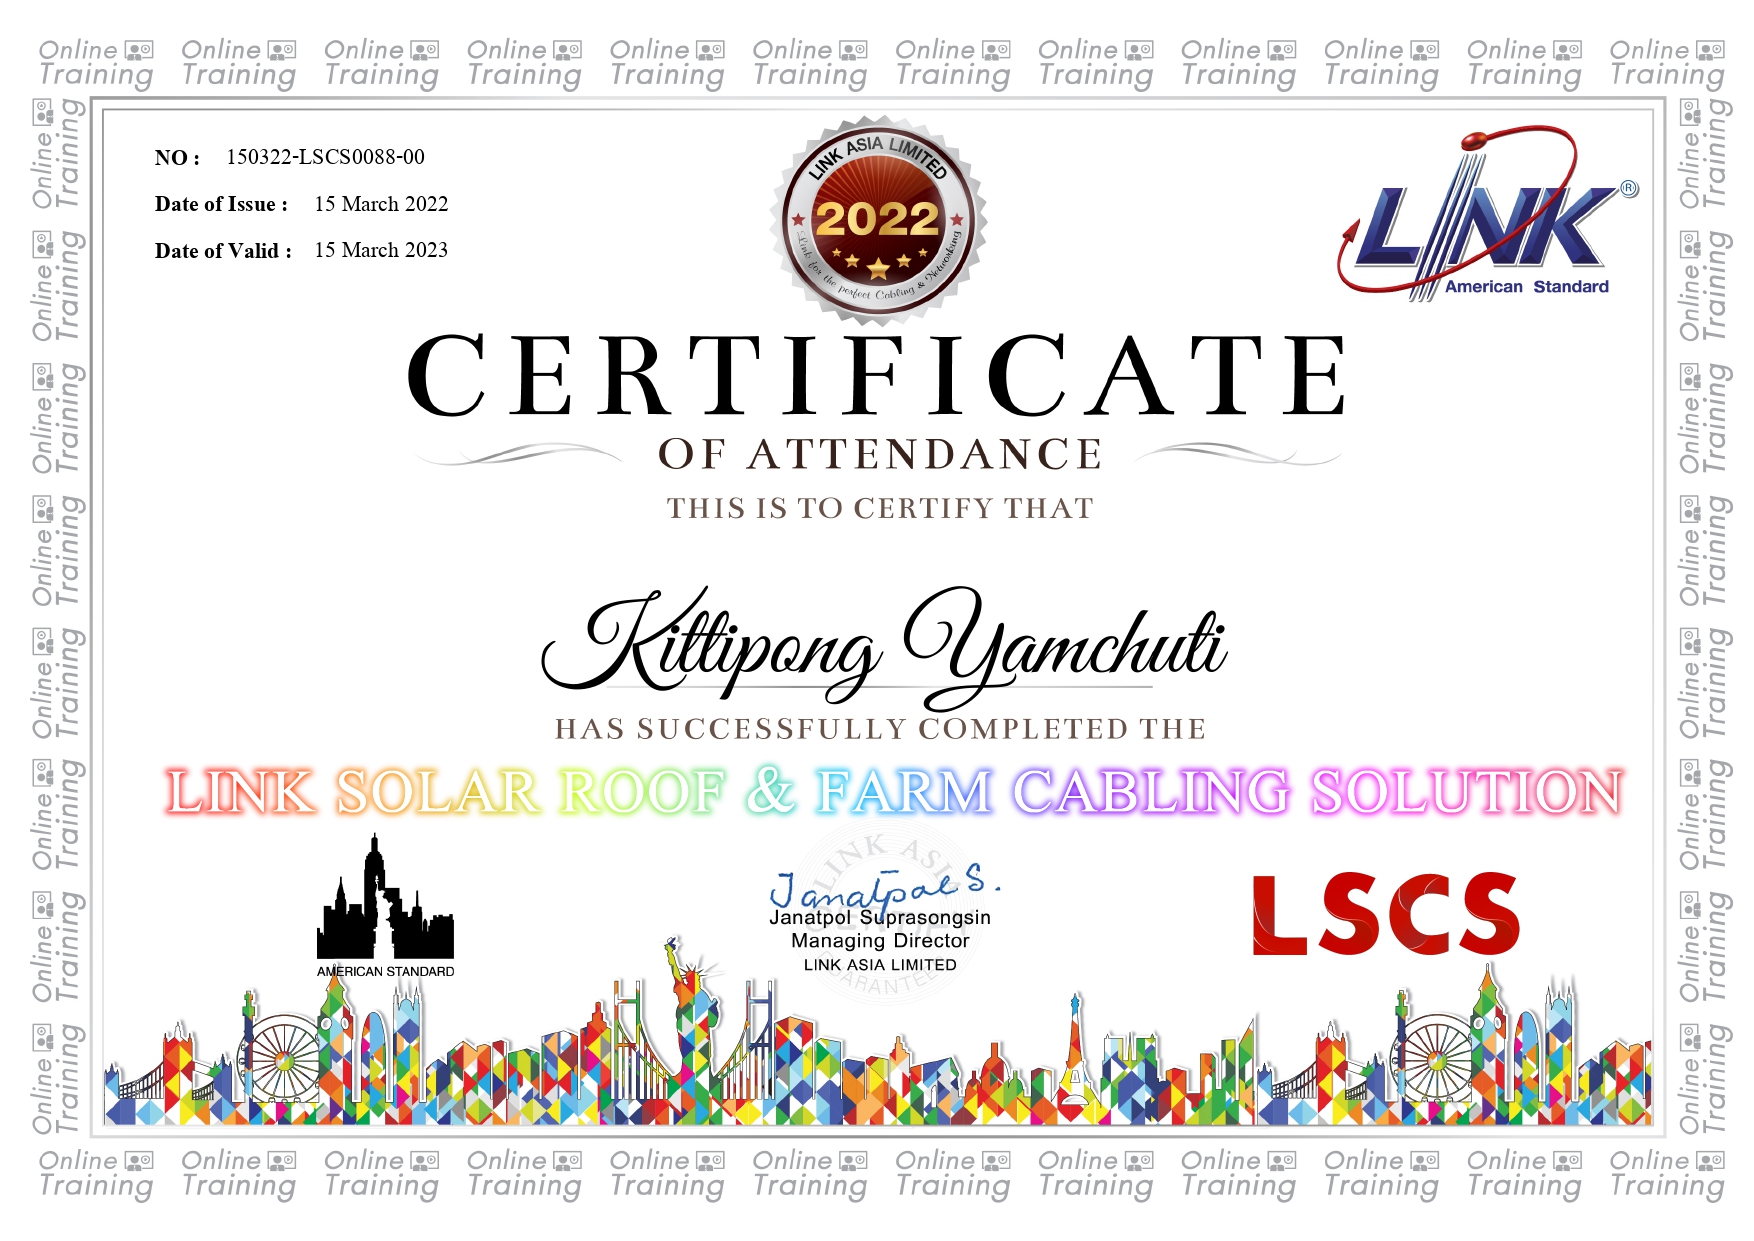 Online Training Online Training Online Training Online Training Online Training Online Training Online Training Online Training Online Training Online Training Online Training Online Training
Online Training
Online Training
Online Training
Online Training
Online Training
Online Training
Online Training
Online Training
NO : 150322-LSCS0088-00
Date of Issue : 15 March 2022
Date of Valid : 15 March 2023
LINK ASIA LIMITED
2022
Link for the perfect Cabling & Networking
LINK ®
American Standard
CERTIFICATE
OF ATTENDANCE
THIS IS TO CERTIFY THAT
Kittipong Yamchuti
HAS SUCCESSFULLY COMPLETED THE
LINK SOLAR ROOF & FARM CABLING SOLUTION
AMERICAN STANDARD
LINK ASIA
Janatpol S.
Janatpol Suprasongsin
Managing Director
LINK ASIA LIMITED
GUARANTEE
LSCS
Online Training
Online Training
Online Training
Online Training
Online Training
Online Training
Online Training
Online Training
Online Training Online Training Online Training Online Training Online Training Online Training Online Training Online Training Online Training Online Training Online Training Online Training